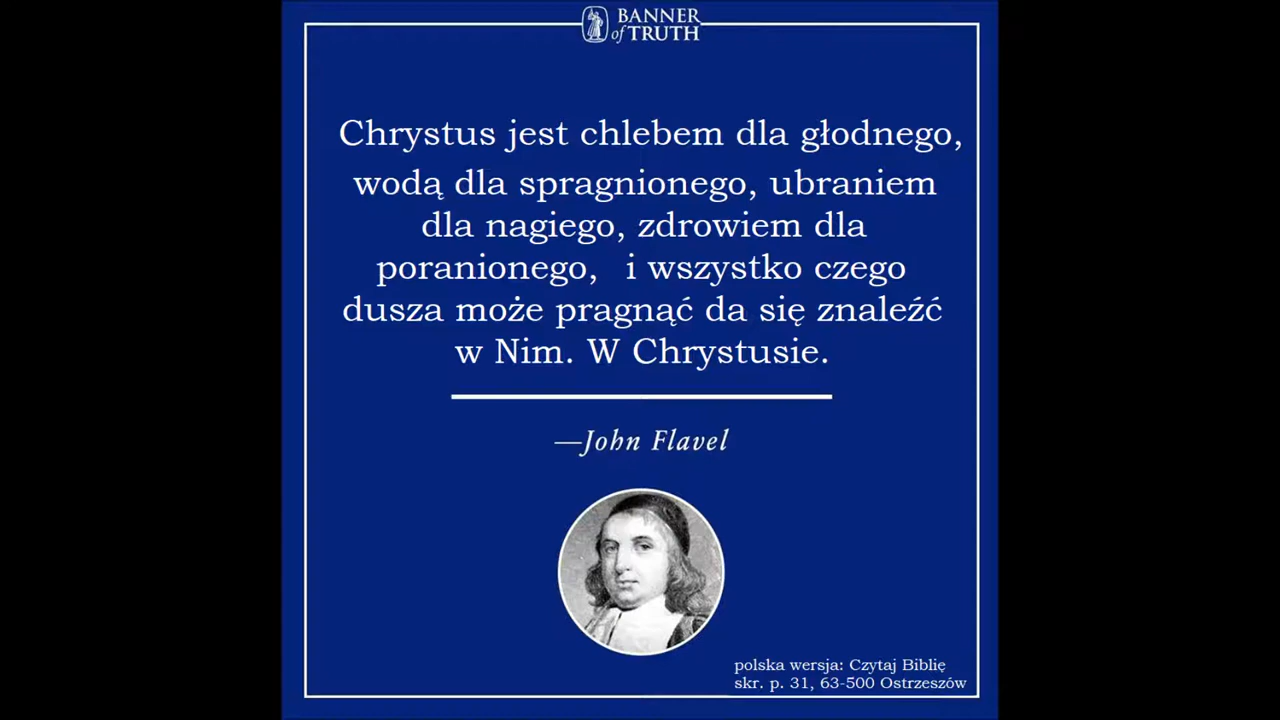 BANNER
of TRUTH
Chrystus jest chlebem dla głodnego,
wodą dla spragnionego, ubraniem
dla nagiego, zdrowiem dla
poranionego, i wszystko czego
dusza może pragnąć da się znaleźć
w Nim. W Chrystusie.
—John Flavel
polska wersja: Czytaj Biblię
skr. p. 31, 63-500 Ostrzeszów